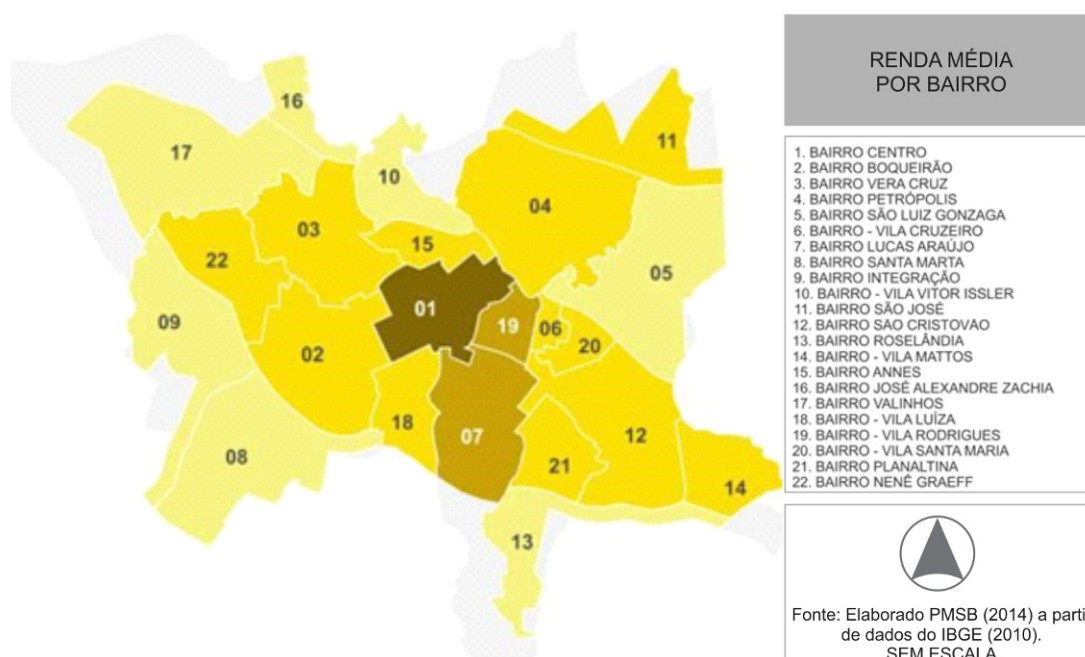 RENDA MÉDIA
POR BAIRRO
1. BAIRRO CENTRO
2. BAIRRO BOQUEIRÃO
3. BAIRRO VERA CRUZ
4. BAIRRO PETRÓPOLIS
5. BAIRRO SÃO LUIZ GONZAGA
6. BAIRRO - VILA CRUZEIRO
7. BAIRRO LUCAS ARAÚJO
8. BAIRRO SANTA MARTA
9. BAIRRO INTEGRAÇÃO
10. BAIRRO - VILA VITOR ISSLER
11. BAIRRO SÃO JOSÉ
12. BAIRRO SAO CRISTOVAO
13. BAIRRO ROSELÂNDIA
14. BAIRRO - VILA MATTOS
15. BAIRRO ANNES
16. BAIRRO JOSÉ ALEXANDRE ZACHIA
17. BAIRRO VALINHOS
18. BAIRRO - VILA LUÍZA
19. BAIRRO - VILA RODRIGUES
20. BAIRRO - VILA SANTA MARIA
21. BAIRRO PLANALTINA
22. BAIRRO NENÊ GRAEFF
Fonte: Elaborado PMSB (2014) a parti
de dados do IBGE (2010).
SEM ESCALA
16
17
11
10
04
03
15
22
05
01
09
19
06
20
02
18
07
12
08
21
14
13